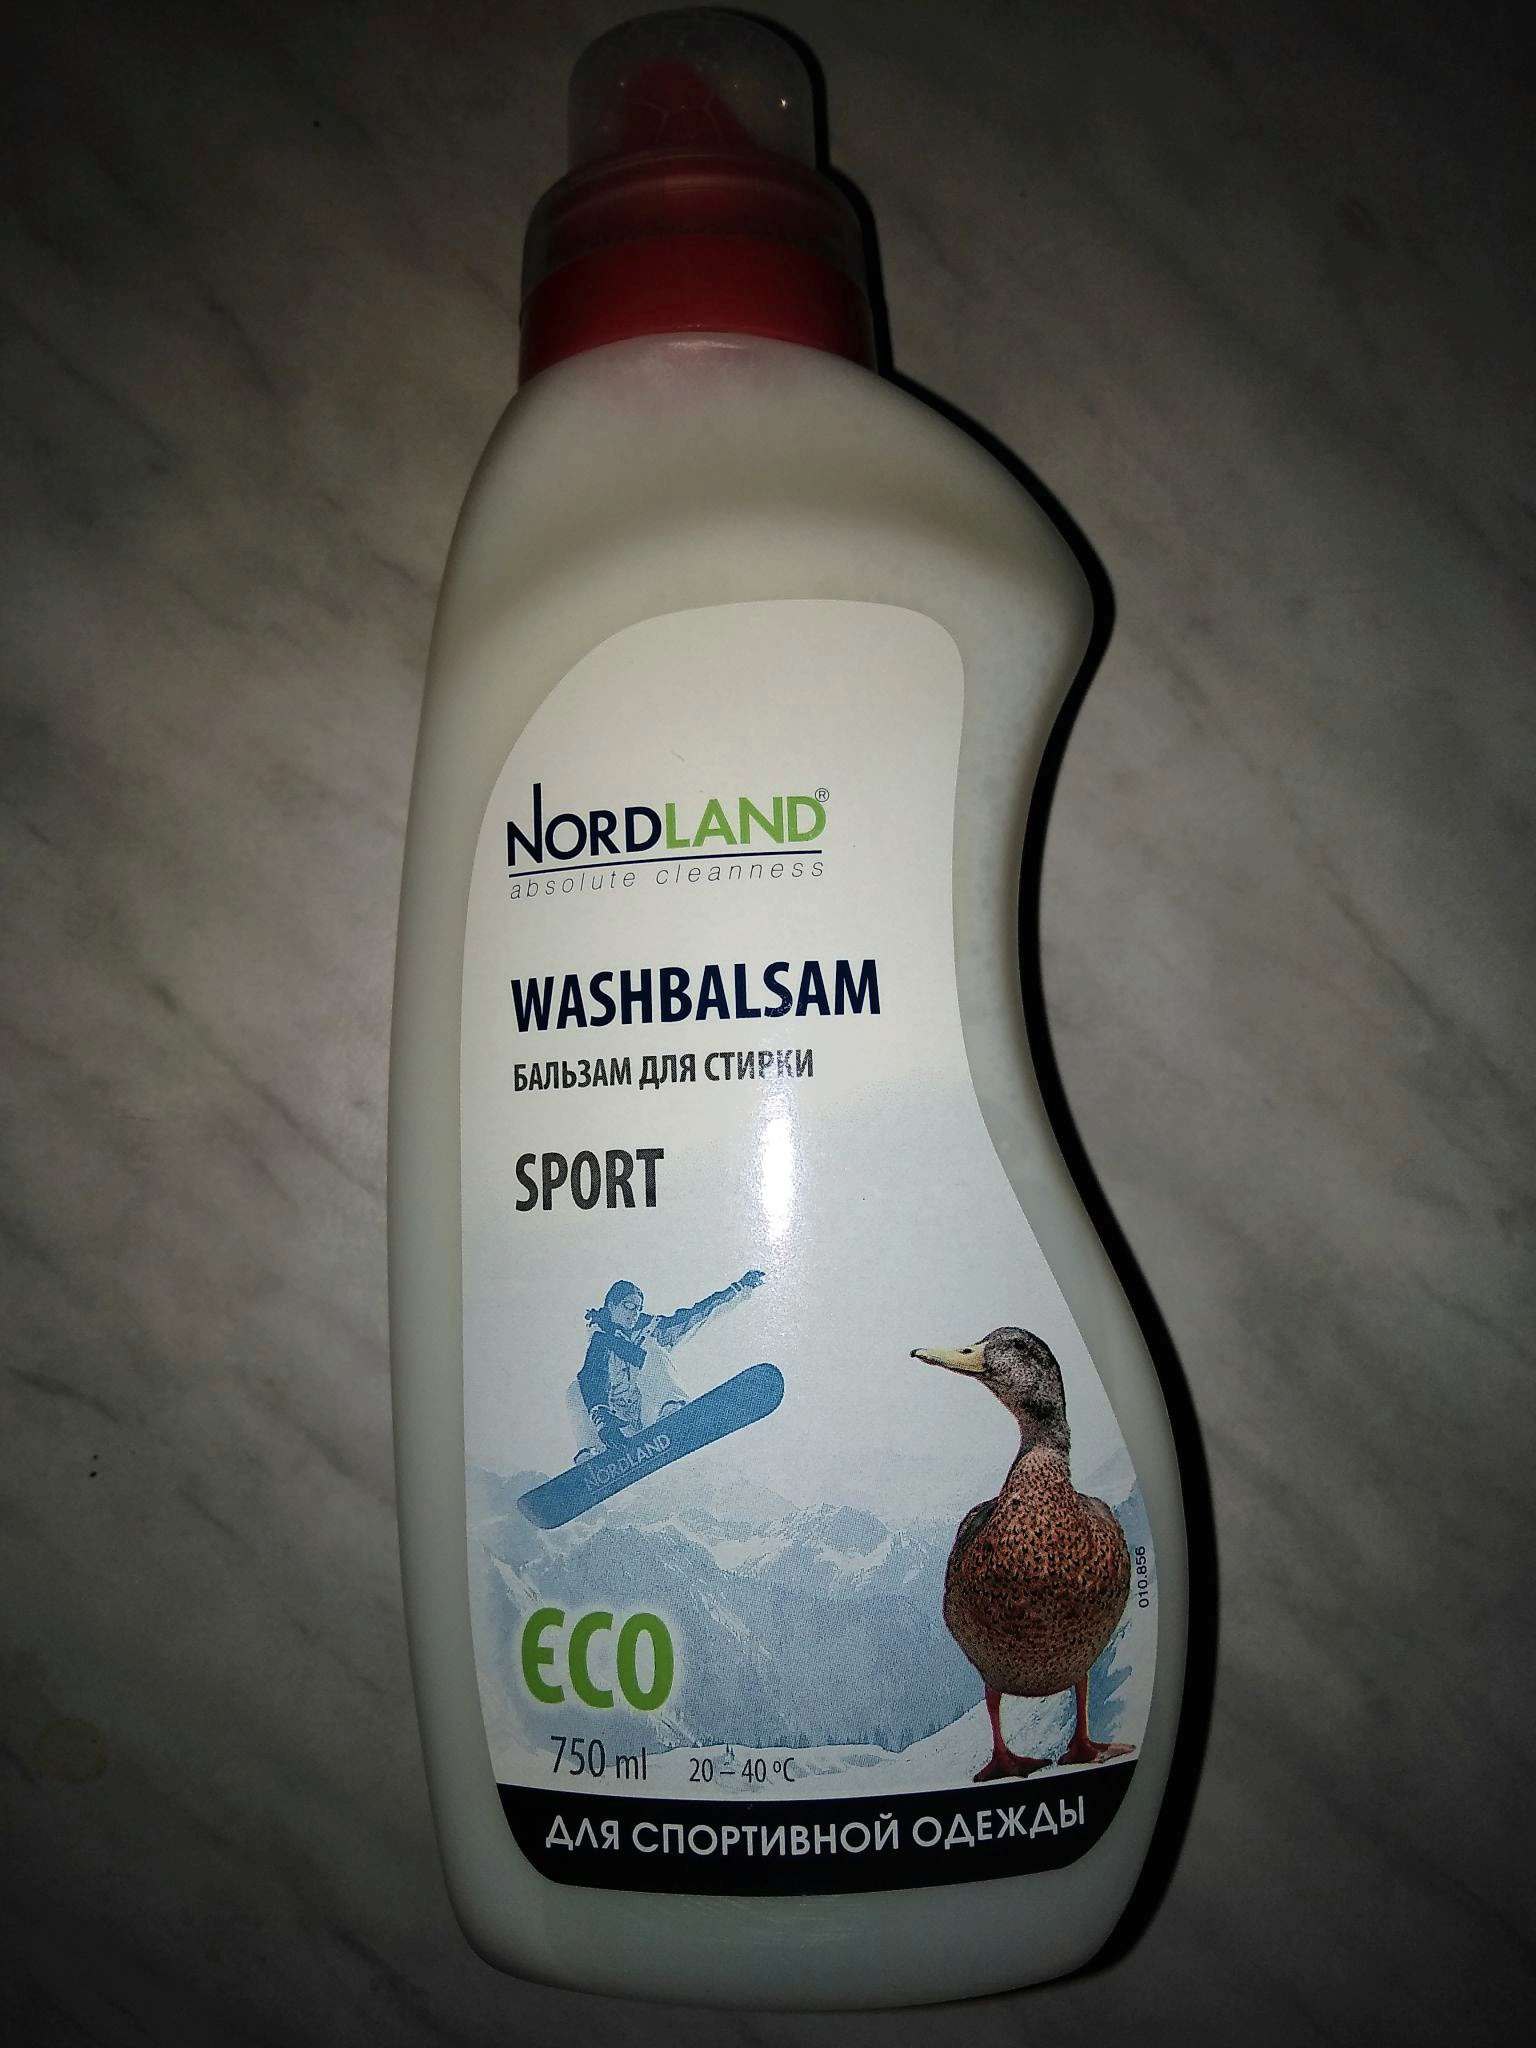 NORDLAND®
absolute cleanness
WASHBALSAM
БАЛЬЗАМ ДЛЯ СТИРКИ
SPORT
NORDLAND
ECO
750 ml 20 – 40 °C
010.856
ДЛЯ СПОРТИВНОЙ ОДЕЖДЫ